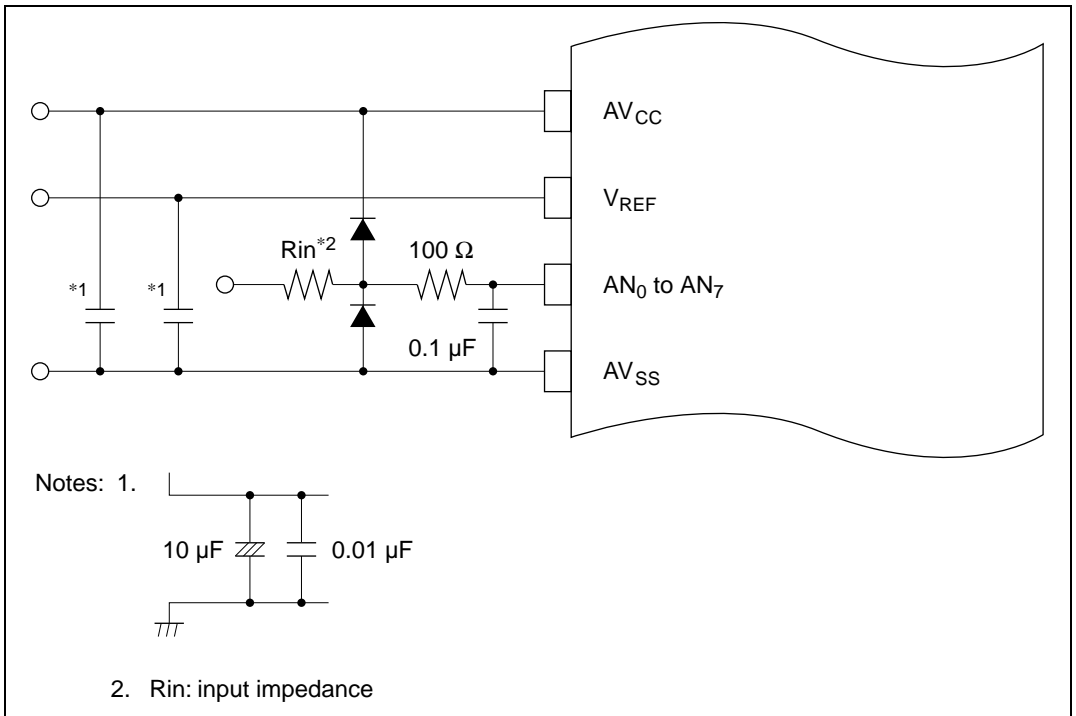 AVCC
VREF
Rin*2
100 Ω
*1
*1
AN0 to AN7
0.1 µF
AVSS
Notes: 1.
10 µF
0.01 µF
2. Rin: input impedance